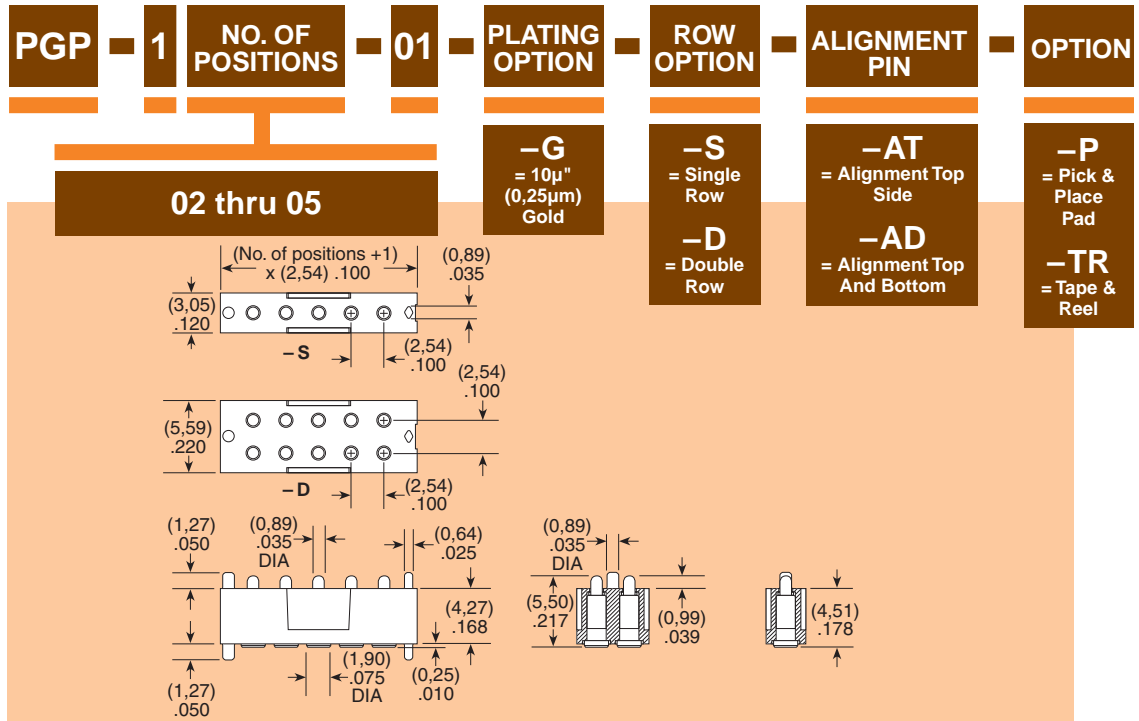 PGP – 1 NO. OF POSITIONS – 01 – PLATING OPTION – ROW OPTION – ALIGNMENT PIN – OPTION
02 thru 05
–G
= 10µ"
(0,25µm)
Gold
–S
= Single
Row
–D
= Double
Row
–AT
= Alignment Top
Side
–AD
= Alignment Top
And Bottom
–P
= Pick &
Place
Pad
–TR
= Tape &
Reel
(No. of positions +1)
x (2,54) .100
(0,89)
.035
(3,05)
.120
– S
(2,54)
.100
(2,54)
.100
(5,59)
.220
– D
(2,54)
.100
(1,27)
.050
(0,89)
.035
DIA
(0,64)
.025
(4,27)
.168
(1,27)
.050
(1,90)
.075
DIA
(0,25)
.010
(0,89)
.035
DIA
(5,50)
.217
(0,99)
.039
(4,51)
.178